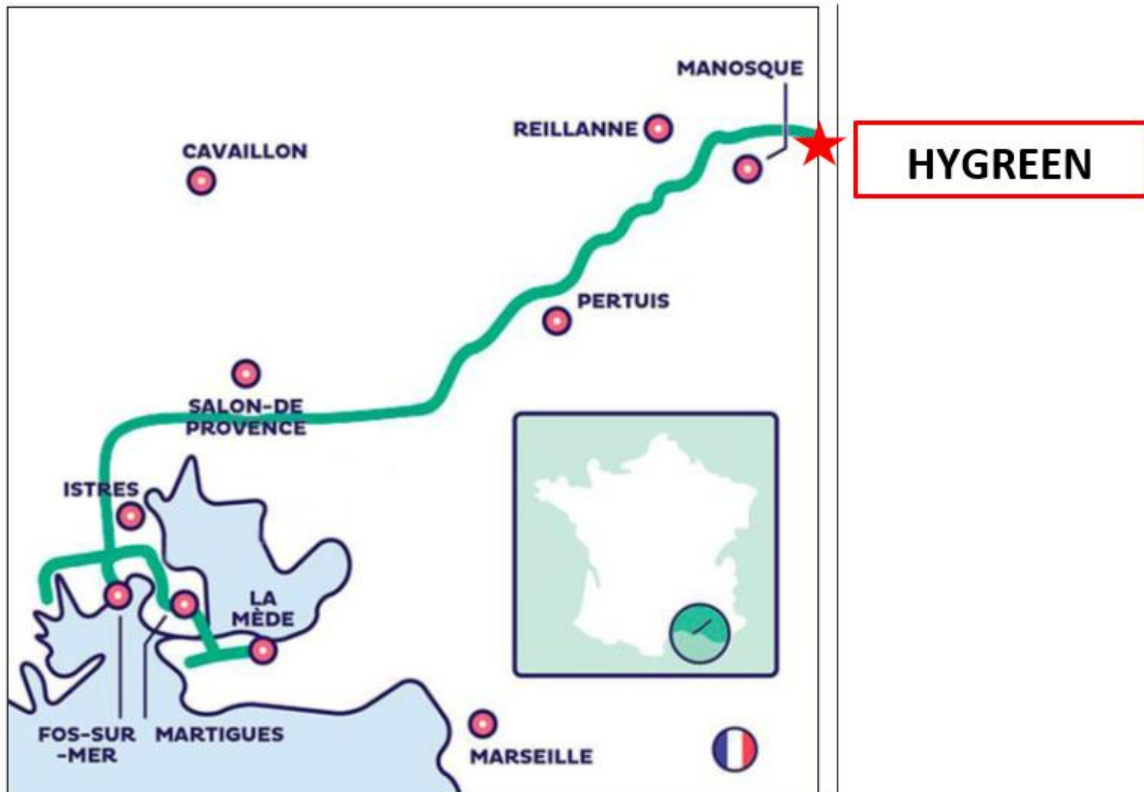 MANOSQUE
REILLANNE
CAVAILLON
HYGREEN
PERTUIS
SALON-DE
PROVENCE
ISTRES
LA
MÈDE
FOS-SUR
-MER
MARTIGUES
MARSEILLE